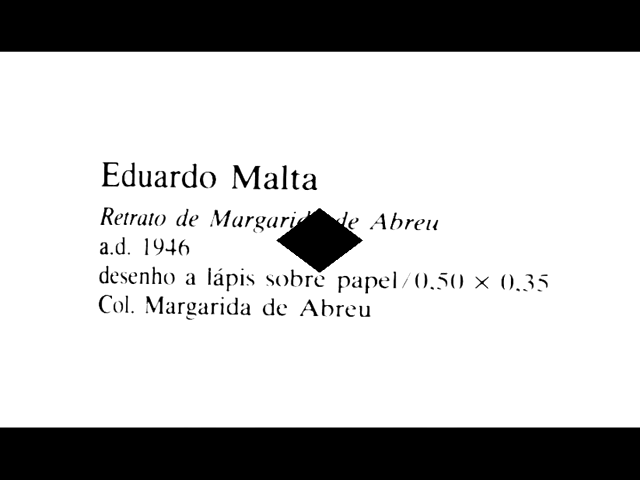 Eduardo Malta
Retrato de Margarida de Abreu
a.d. 1946
desenho a lápis sobre papel/0,50 × 0,35
Col. Margarida de Abreu